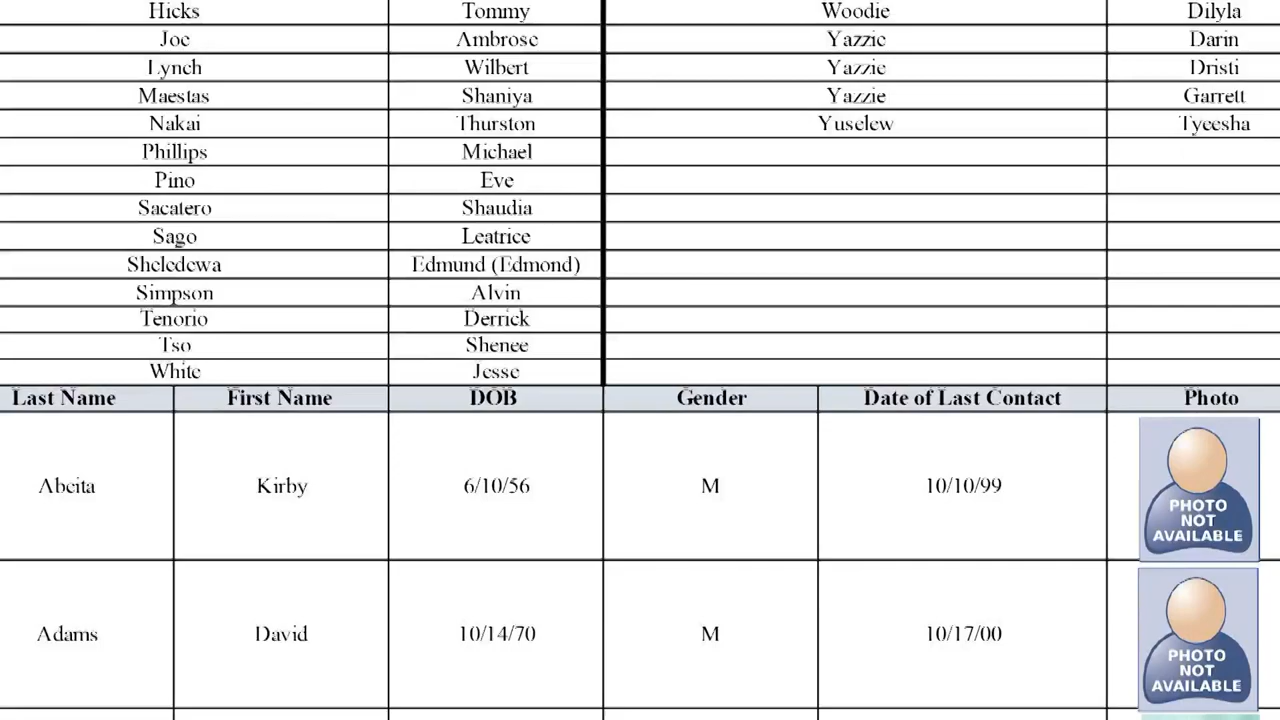 Hicks Tommy Woodie Dilyla
Joe Ambrose Yazzie Darin
Lynch Wilbert Yazzie Dristi
Maestas Shaniya Yazzie Garrett
Nakai Thurston Yuselew Tyeesha
Phillips Michael
Pino Eve
Sacatero Shaudia
Sago Leatrice
Sheledewa Edmund (Edmond)
Simpson Alvin
Tenorio Derrick
Tso Shenee
White Jesse
Last Name First Name DOB Gender Date of Last Contact Photo
Abeita Kirby 6/10/56 M 10/10/99
PHOTO
NOT
AVAILABLE
Adams David 10/14/70 M 10/17/00
PHOTO
NOT
AVAILABLE